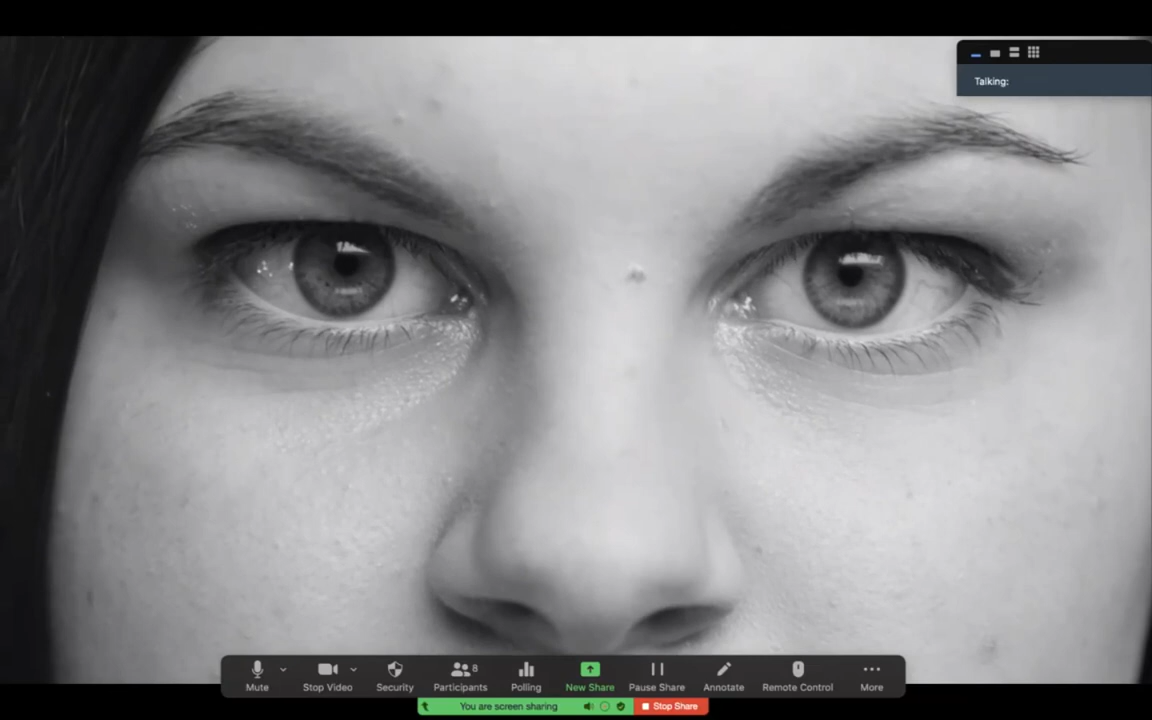 Talking:
8
Mute
Stop Video
Security
Participants
Polling
New Share
Pause Share
Annotate
Remote Control
More
You are screen sharing
Stop Share